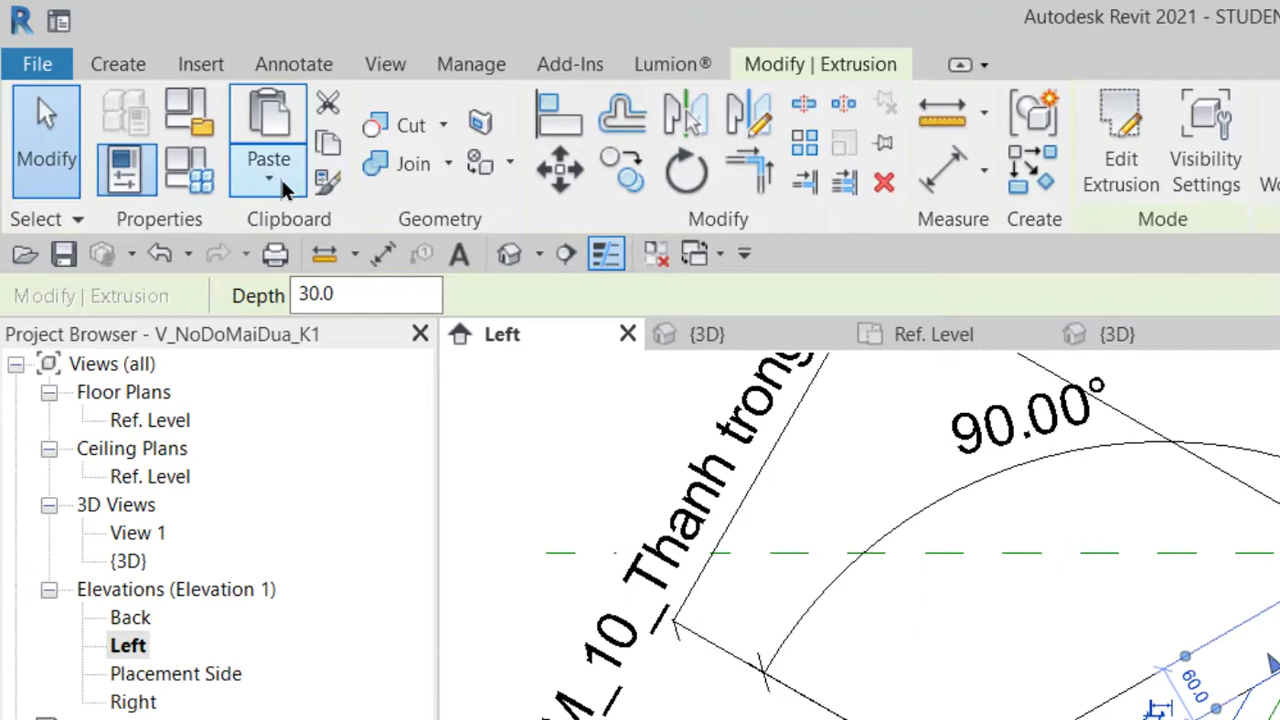 Autodesk Revit 2021 - STUDEN
File Create Insert Annotate View Manage Add-Ins Lumion® Modify | Extrusion
Cut
Modify Paste Join Edit Extrusion Visibility Settings
Select Properties Clipboard Geometry Modify Measure Create Mode
Modify | Extrusion Depth 30.0
Project Browser - V_NoDoMaiDua_K1 Left {3D} Ref. Level {3D}
Views (all)
Floor Plans
Ref. Level
Ceiling Plans
Ref. Level
3D Views
View 1
{3D}
Elevations (Elevation 1)
Back
Left
Placement Side
Right
M_10_Thanh trong
90.00°
60.0